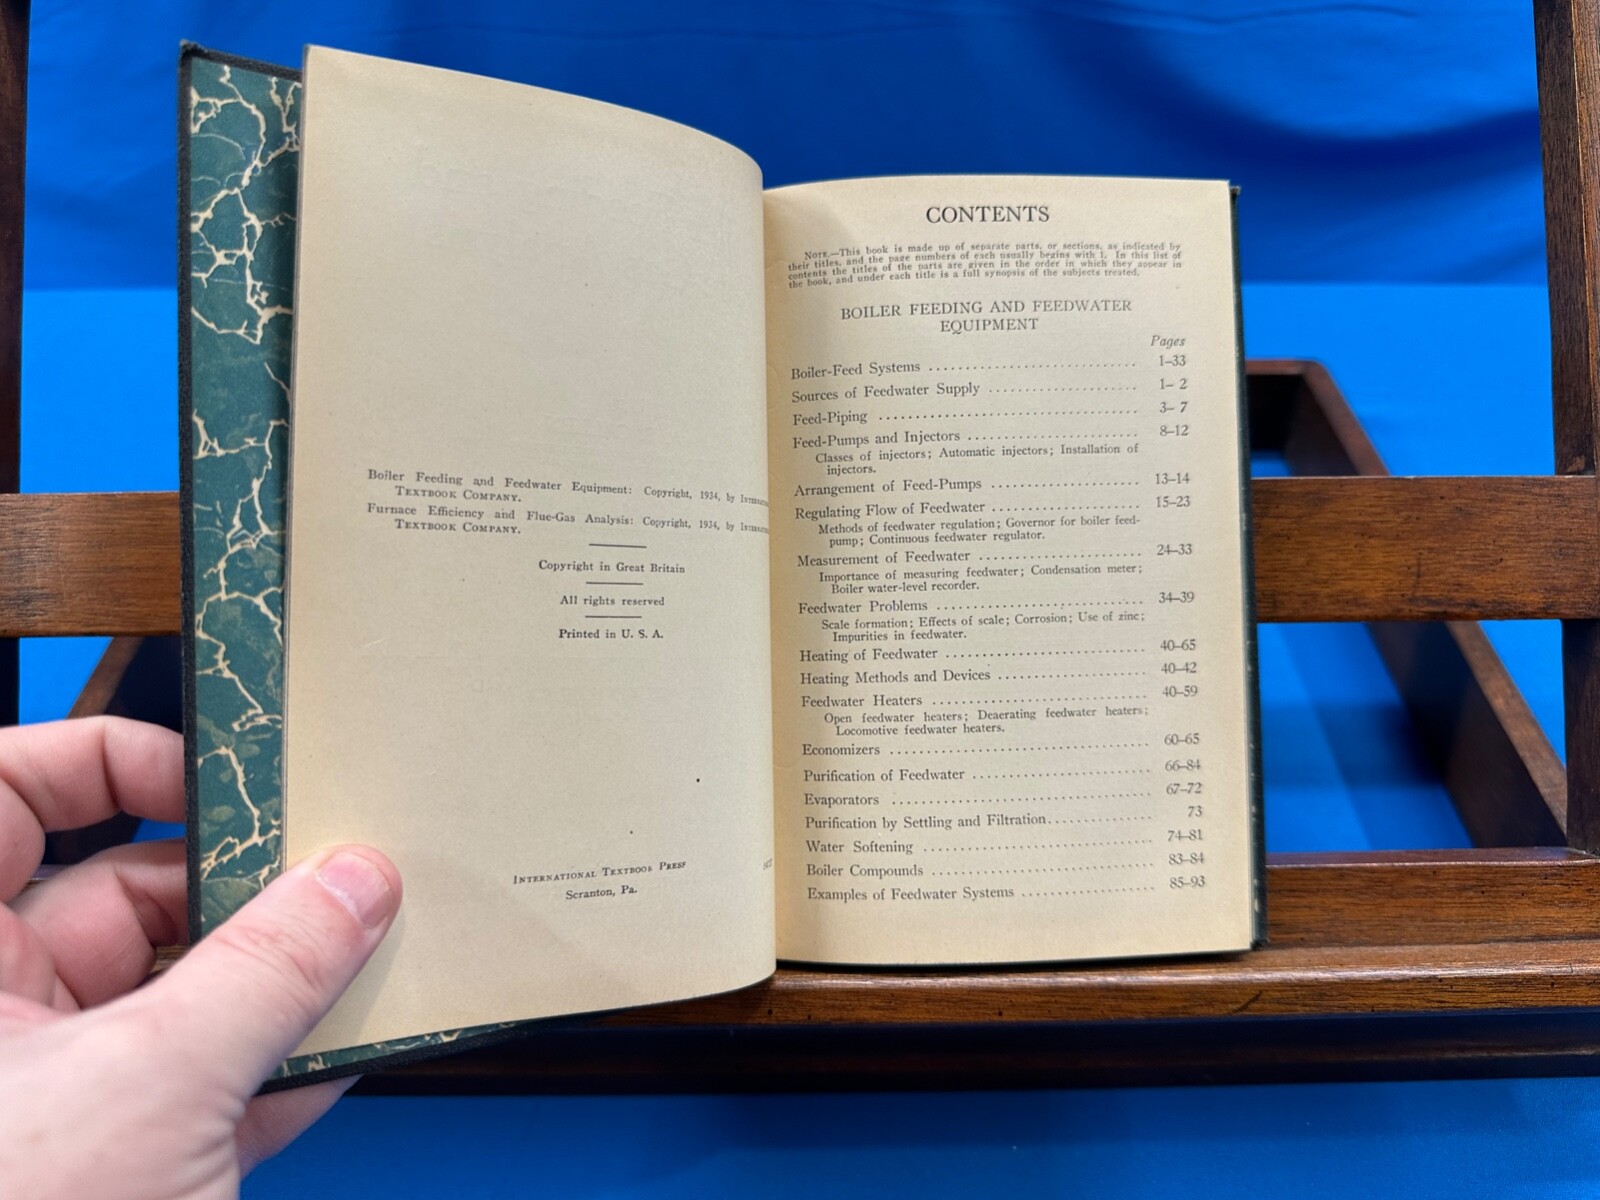 Boiler Feeding and Feedwater Equipment: Copyright, 1934, by
TEXTBOOK COMPANY.
Furnace Efficiency and Flue-Gas Analysis: Copyright, 1934, by
TEXTBOOK COMPANY.
Copyright in Great Britain
All rights reserved
Printed in U. S. A.
INTERNATIONAL TEXTBOOK PRESS
Scranton, Pa.
CONTENTS
NOTE.—This book is made up of separate parts, or sections, as indicated by
their titles, and the page numbers of each usually begins with 1. In this list of
contents the titles of the parts are given in the order in which they appear in
the book, and under each title is a full synopsis of the subjects treated.
BOILER FEEDING AND FEEDWATER
EQUIPMENT
Pages
Boiler-Feed Systems ............................ 1–33
Sources of Feedwater Supply .................... 1– 2
Feed-Piping .................................... 3– 7
Feed-Pumps and Injectors ....................... 8–12
Classes of injectors; Automatic injectors; Installation of
injectors.
Arrangement of Feed-Pumps .................... 13–14
Regulating Flow of Feedwater .................... 15–23
Methods of feedwater regulation; Governor for boiler feed-
pump; Continuous feedwater regulator.
Measurement of Feedwater ...................... 24–33
Importance of measuring feedwater; Condensation meter;
Boiler water-level recorder.
Feedwater Problems ............................ 34–39
Scale formation; Effects of scale; Corrosion; Use of zinc;
Impurities in feedwater.
Heating of Feedwater ........................... 40–65
Heating Methods and Devices .................... 40–42
Feedwater Heaters .............................. 40–59
Open feedwater heaters; Deaerating feedwater heaters;
Locomotive feedwater heaters.
Economizers ................................... 60–65
Purification of Feedwater ........................ 66–84
Evaporators ................................... 67–72
Purification by Settling and Filtration.............. 73
Water Softening ............................... 74–81
Boiler Compounds .............................. 83–84
Examples of Feedwater Systems .................. 85–93